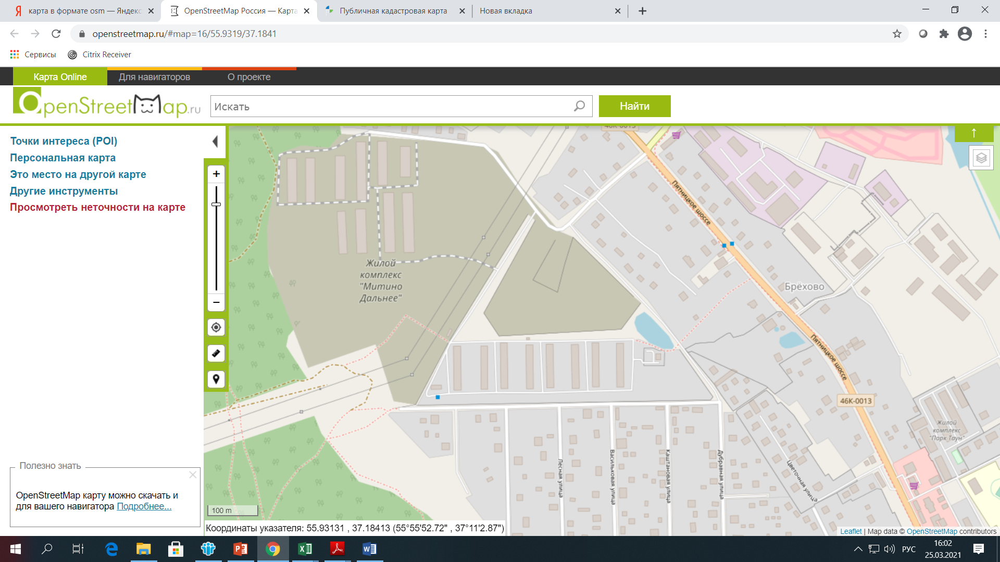 карта в формате osm — Яндекс
OpenStreetMap Россия — Карта
Публичная кадастровая карта
Новая вкладка
openstreetmap.ru/#map=16/55.9319/37.1841
Сервисы
Citrix Receiver
Карта Online
Для навигаторов
О проекте
OpenStreetMap.ru
Искать
Найти
Точки интереса (POI)
Персональная карта
Это место на другой карте
Другие инструменты
Просмотреть неточности на карте
46К-0013
Пятницкое шоссе
Жилой
комплекс
"Митино
Дальнее"
Брёхово
Пятницкое шоссе
46К-0013
Жилой
комплекс
"Парк Таун"
Лесная улица
Васильковая улица
Каштановая улица
Дубравная улица
Цветочная улица
Полезно знать
OpenStreetMap карту можно скачать и
для вашего навигатора Подробнее...
100 m
Координаты указателя: 55.93131 , 37.18413 (55°55'52.72" , 37°11'2.87")
Leaflet | Map data © OpenStreetMap contributors
РУС
16:02
25.03.2021